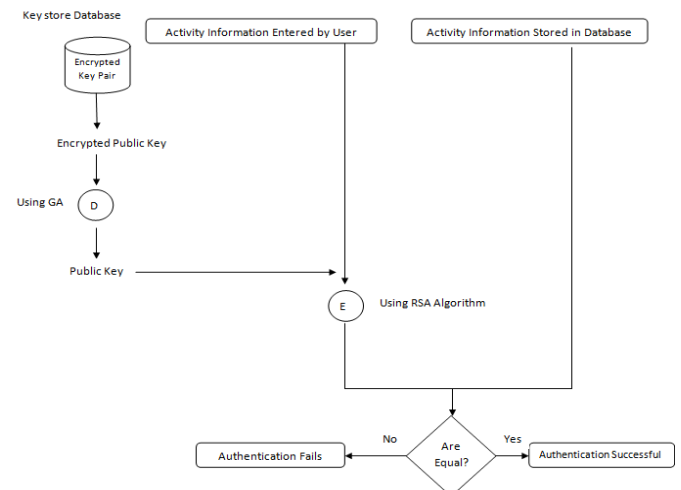 Key store Database
Activity Information Entered by User
Activity Information Stored in Database
Encrypted
Key Pair
Encrypted Public Key
Using GA
D
Public Key
E
Using RSA Algorithm
No
Are
Equal?
Yes
Authentication Fails
Authentication Successful